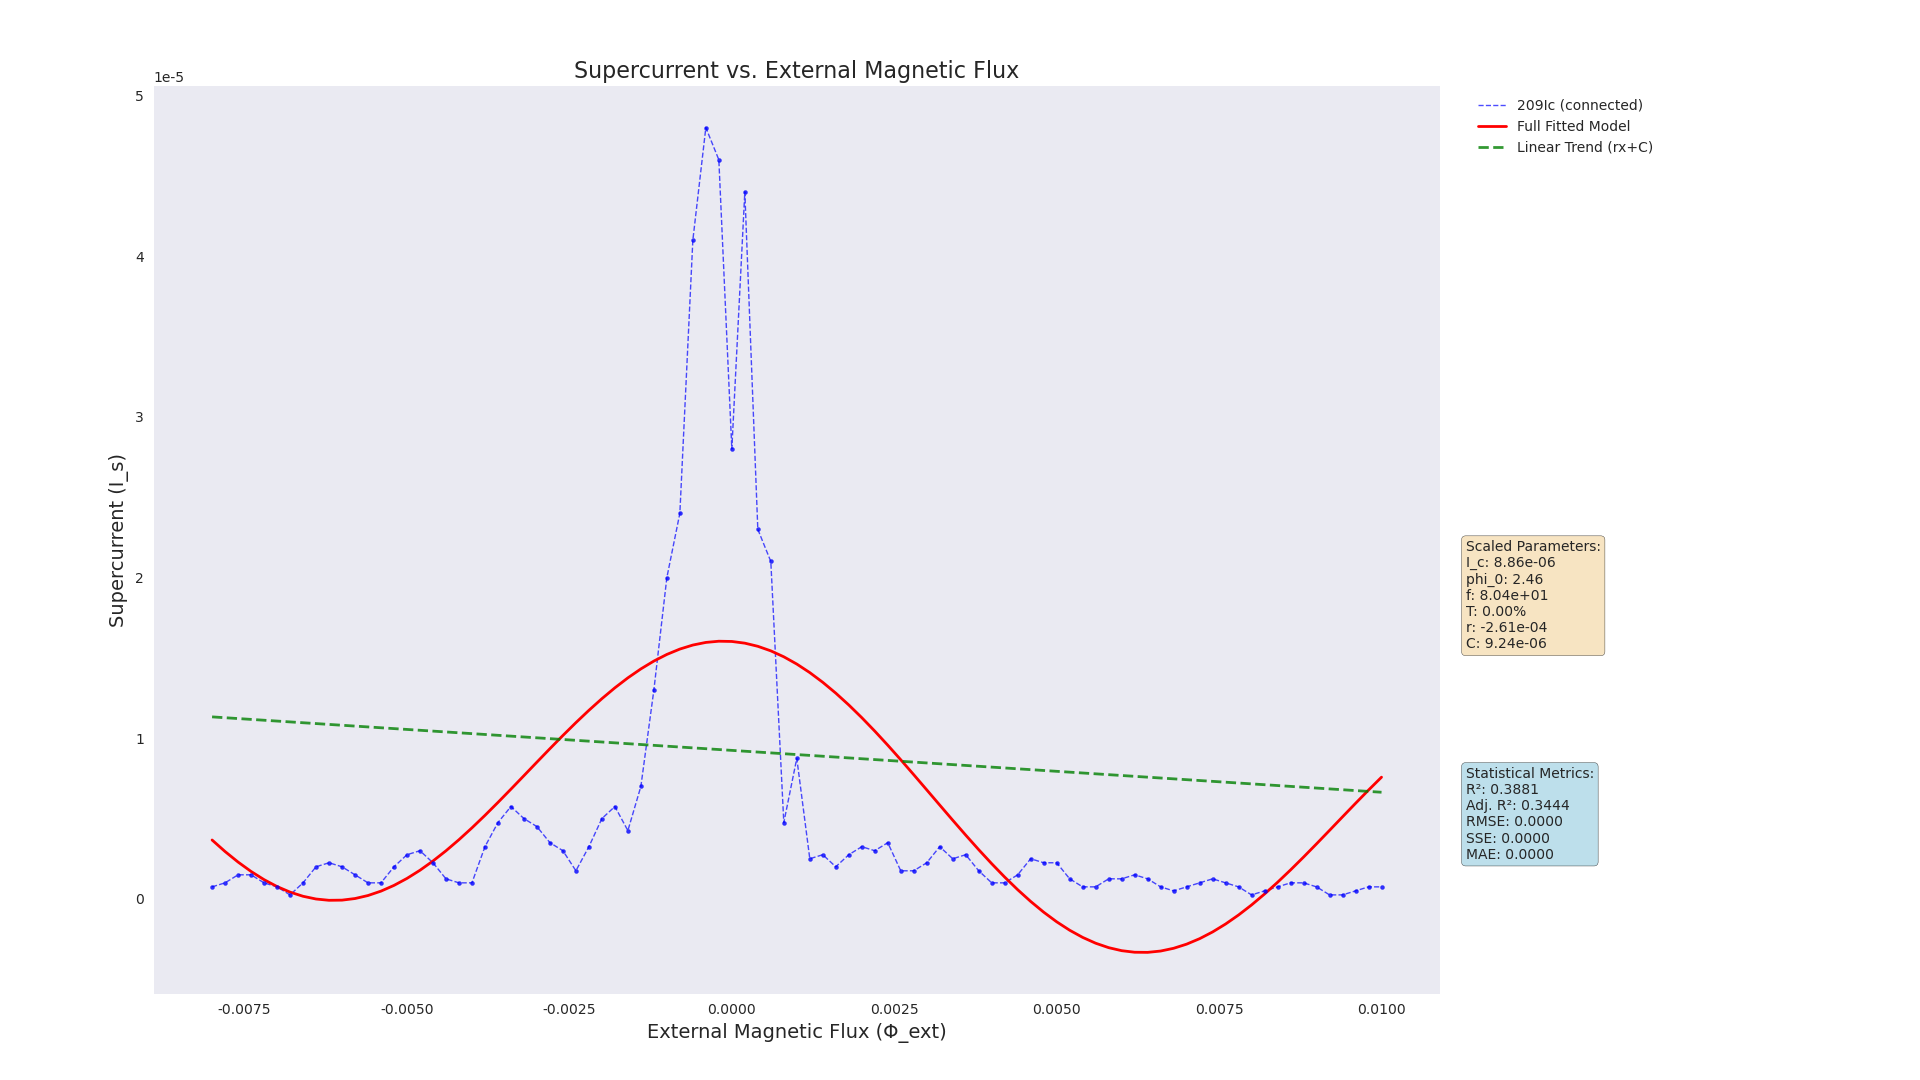 Supercurrent vs. External Magnetic Flux
1e-5
5
4
3
2
1
0
Supercurrent (I_s)
-0.0075 -0.0050 -0.0025 0.0000 0.0025 0.0050 0.0075 0.0100
External Magnetic Flux (Φ_ext)
209Ic (connected)
Full Fitted Model
Linear Trend (rx+C)
Scaled Parameters:
I_c: 8.86e-06
phi_0: 2.46
f: 8.04e+01
T: 0.00%
r: -2.61e-04
C: 9.24e-06
Statistical Metrics:
R²: 0.3881
Adj. R²: 0.3444
RMSE: 0.0000
SSE: 0.0000
MAE: 0.0000